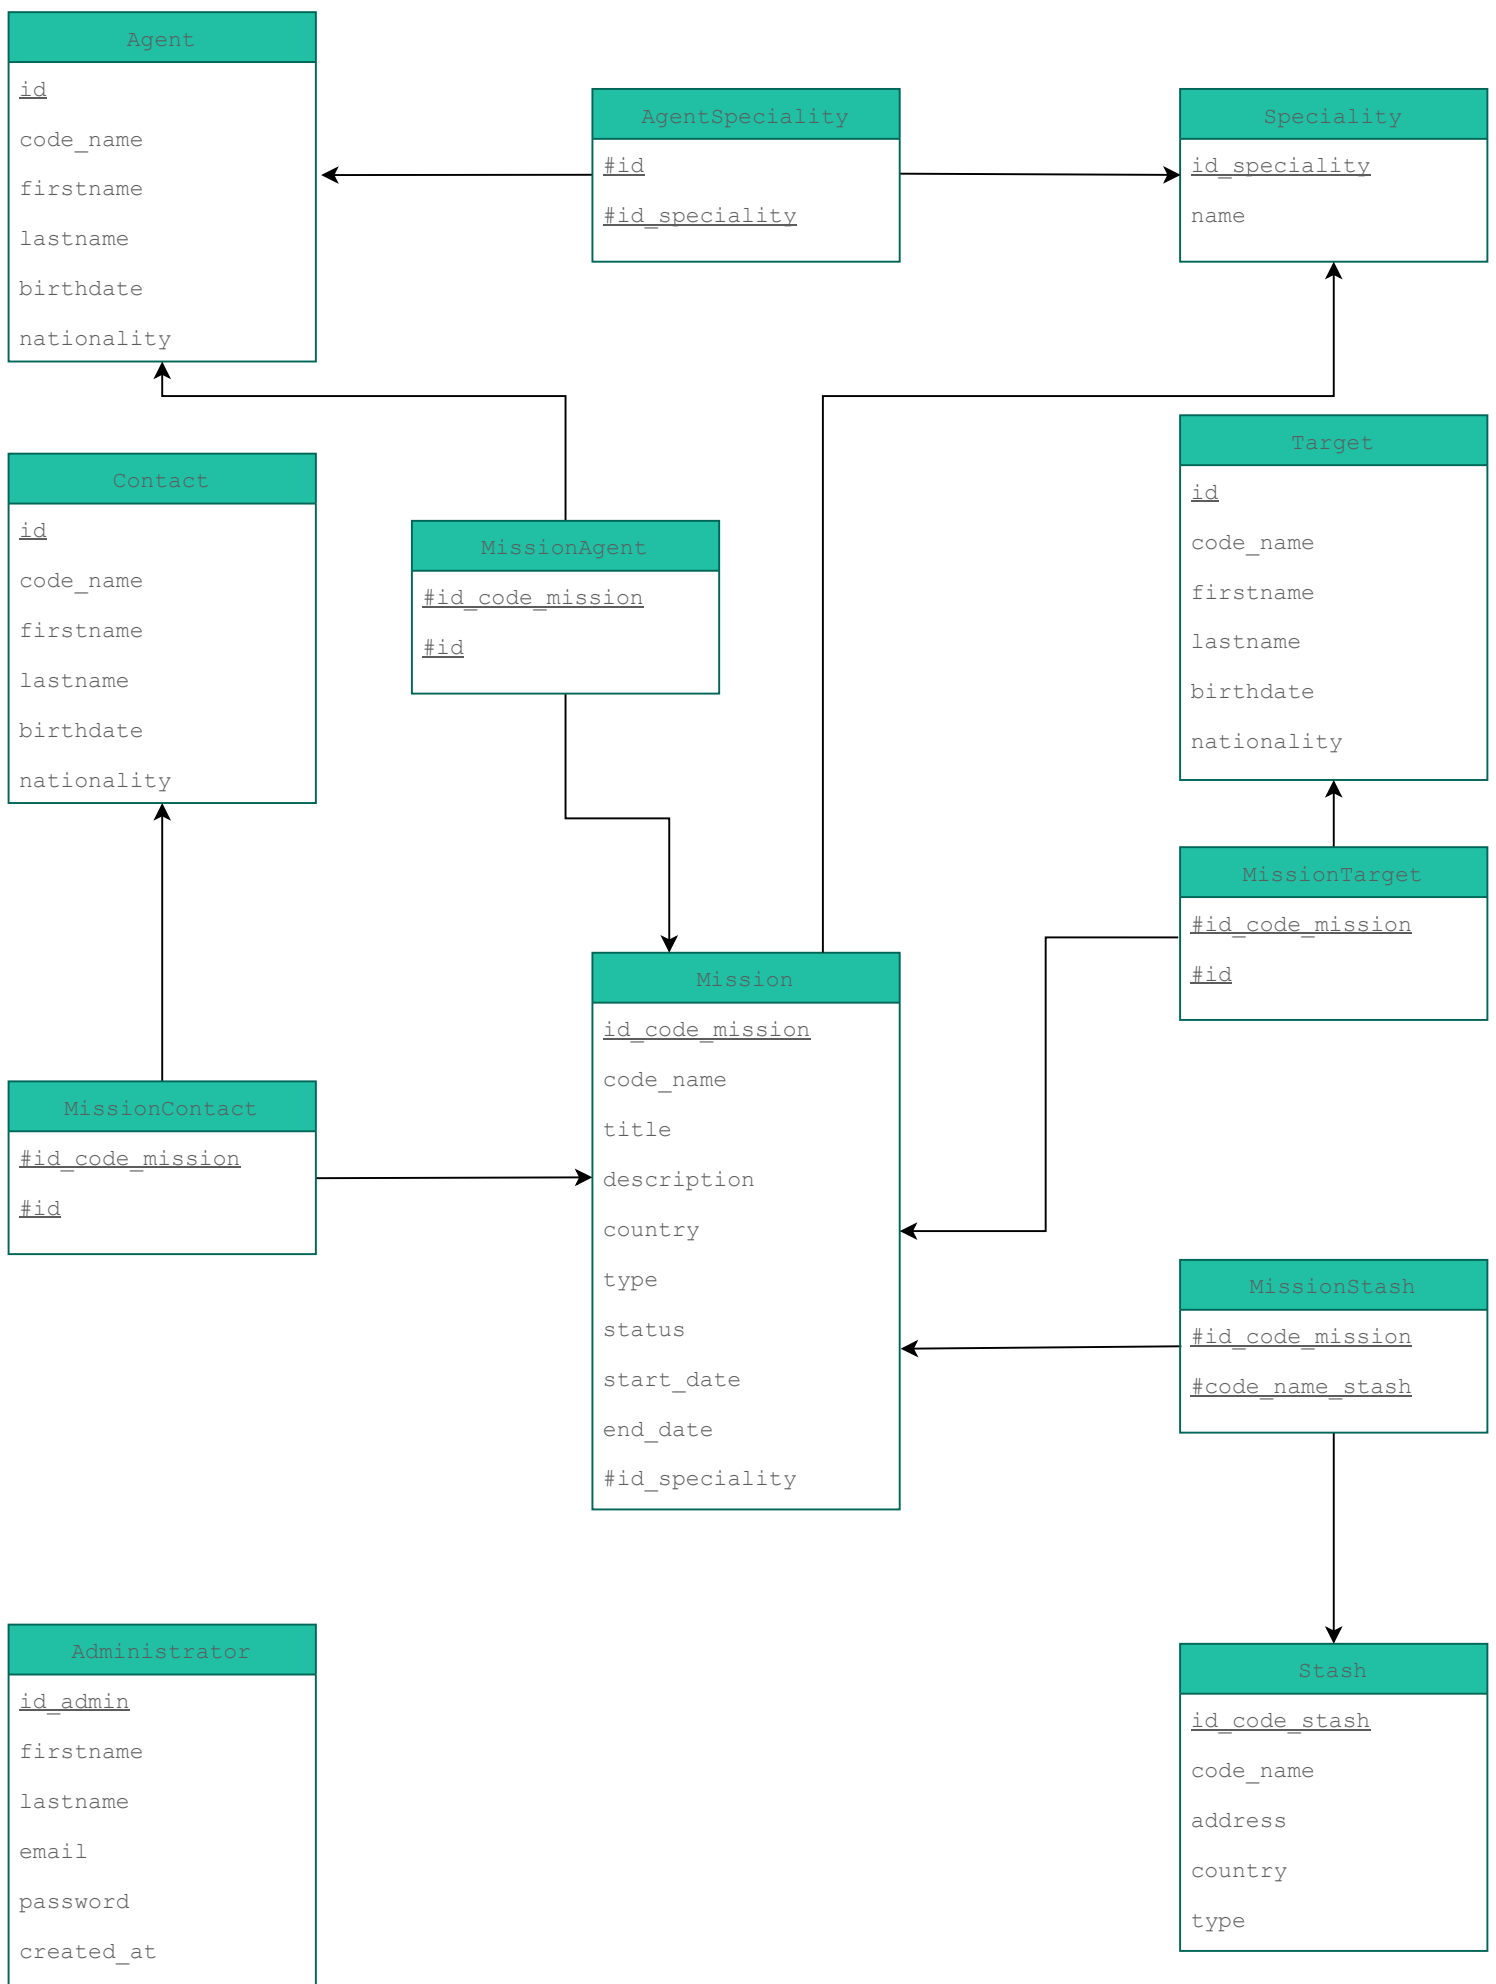 Agent
id
code_name
firstname
lastname
birthdate
nationality
AgentSpeciality
#id
#id_speciality
Speciality
id_speciality
name
Contact
id
code_name
firstname
lastname
birthdate
nationality
MissionAgent
#id_code_mission
#id
Target
id
code_name
firstname
lastname
birthdate
nationality
MissionTarget
#id_code_mission
#id
Mission
id_code_mission
code_name
title
description
country
type
status
start_date
end_date
#id_speciality
MissionContact
#id_code_mission
#id
MissionStash
#id_code_mission
#code_name_stash
Administrator
id_admin
firstname
lastname
email
password
created_at
Stash
id_code_stash
code_name
address
country
type